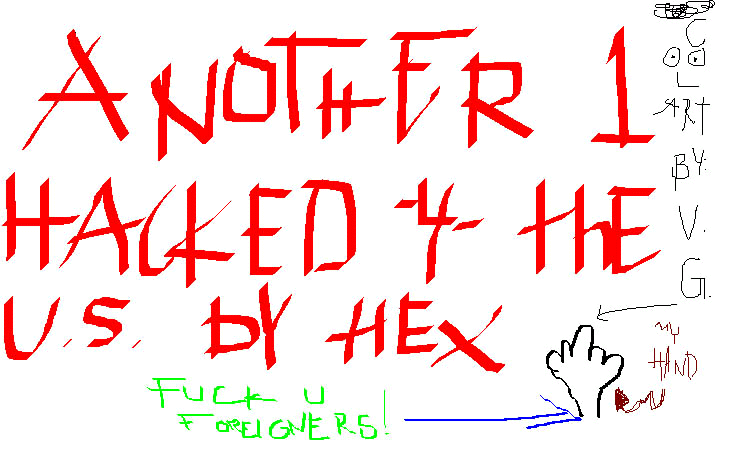 ANOTHER 1
HACKED 4 THE
U.S. BY HEX
FUCK U
FOREIGNERS!
COOL
ART
BY:
V.
G.
MY
HAND